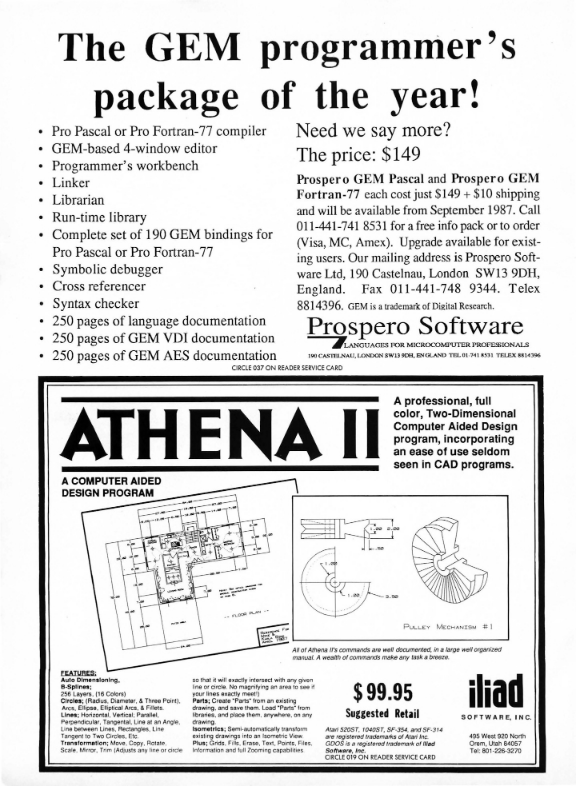 The GEM programmer's
package of the year!
• Pro Pascal or Pro Fortran-77 compiler
• GEM-based 4-window editor
• Programmer's workbench
• Linker
• Librarian
• Run-time library
• Complete set of 190 GEM bindings for
Pro Pascal or Pro Fortran-77
• Symbolic debugger
• Cross referencer
• Syntax checker
• 250 pages of language documentation
• 250 pages of GEM VDI documentation
• 250 pages of GEM AES documentation
Need we say more?
The price: $149
Prospero GEM Pascal and Prospero GEM
Fortran-77 each cost just $149 + $10 shipping
and will be available from September 1987. Call
011-441-741 8531 for a free info pack or to order
(Visa, MC, Amex). Upgrade available for exist-
ing users. Our mailing address is Prospero Soft-
ware Ltd, 190 Castelnau, London SW13 9DH,
England. Fax 011-441-748 9344. Telex
8814396. GEM is a trademark of Digital Research.
Prospero Software
LANGUAGES FOR MICROCOMPUTER PROFESSIONALS
190 CASTELNAU, LONDON SW13 9DH, ENGLAND TEL 01-741 8531 TELEX 8814396
CIRCLE 037 ON READER SERVICE CARD
ATHENA II
A professional, full
color, Two-Dimensional
Computer Aided Design
program, incorporating
an ease of use seldom
seen in CAD programs.
A COMPUTER AIDED
DESIGN PROGRAM
FLOOR PLAN
1.00 2.00
.50
1.00
1.00
2.50
PULLEY MECHANISM #1
All of Athena II's commands are well documented, in a large well organized
manual. A wealth of commands make any task a breeze.
FEATURES:
Auto Dimensioning,
B-Splines;
256 Layers, (16 Colors)
Circles; (Radius, Diameter, & Three Point),
Arcs, Ellipse, Elliptical Arcs, & Fillets.
Lines; Horizontal, Vertical, Parallel,
Perpendicular, Tangental, Line at an Angle,
Line between Lines, Rectangles, Line
Tangent to Two Circles, Etc.
Transformation; Move, Copy, Rotate
Scale, Mirror, Trim (Adjusts any line or circle
so that it will exactly intersect with any given
line or circle. No magnifying an area to see if
your lines exactly meet!)
Parts; Create "Parts" from an existing
drawing, and save them. Load "Parts" from
libraries, and place them, anywhere, on any
drawing.
Isometrics; Semi-automatically transform
existing drawings into an Isometric View.
Plus; Grids, Fills, Erase, Text, Points, Files,
Information and full Zooming capabilities.
$99.95
Suggested Retail
Atari 520ST, 1040ST, SF-354, and SF-314
are registered trademarks of Atari Inc.
GDOS is a registered trademark of Iliad
Software, Inc.
CIRCLE 019 ON READER SERVICE CARD
iliad
SOFTWARE, INC.
495 West 920 North
Orem, Utah 84057
Tel: 801-226-3270